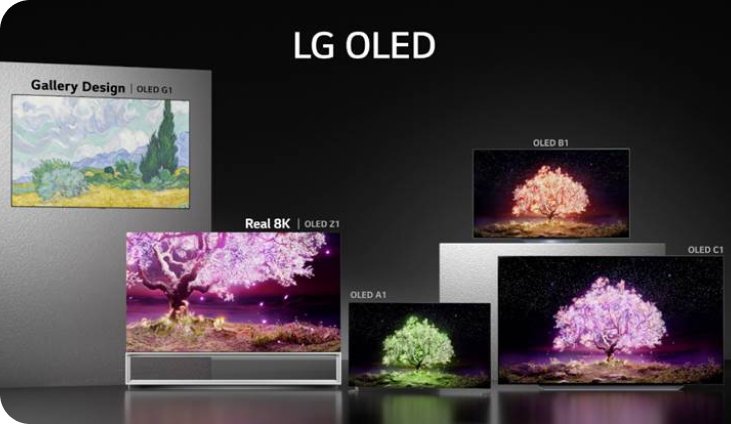 LG OLED
Gallery Design | OLED G1
OLED B1
Real 8K | OLED Z1
OLED C1
OLED A1